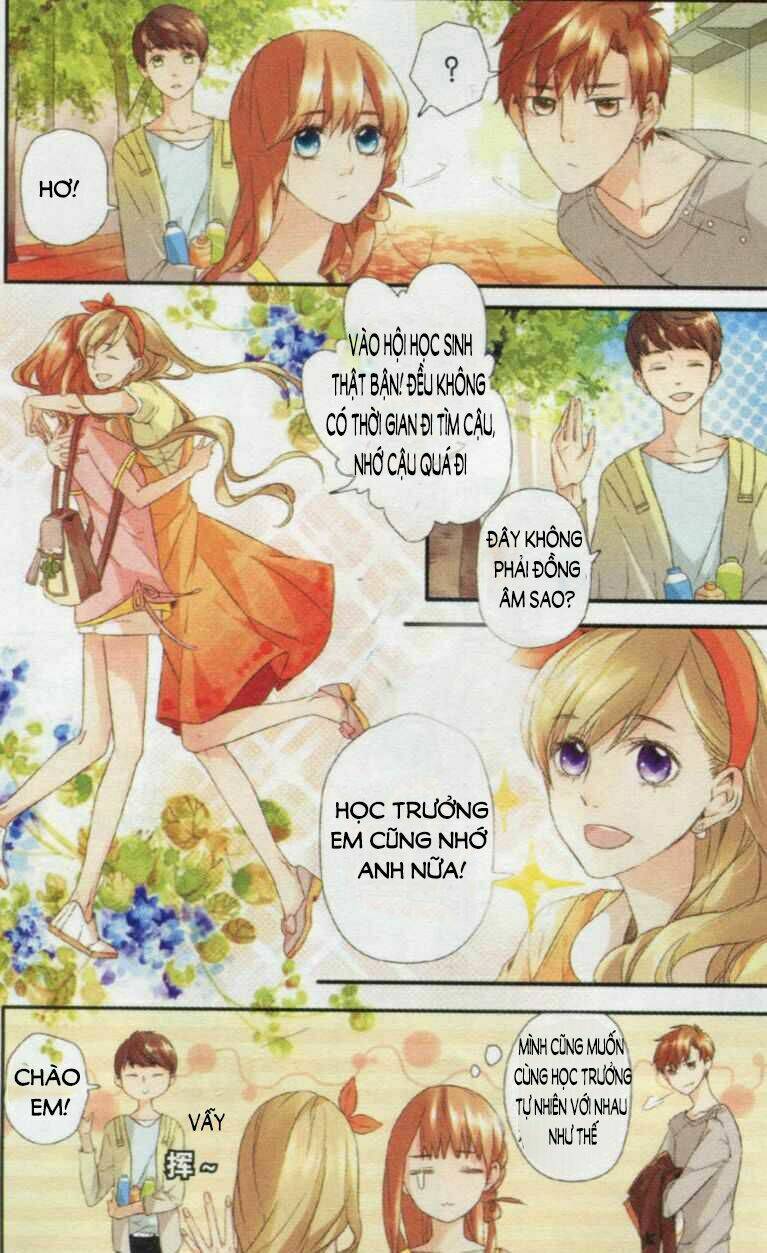 ?
HƠ!
VÀO HỘI HỌC SINH
THẬT BẬN! ĐỀU KHÔNG
CÓ THỜI GIAN ĐI TÌM CẬU,
NHỚ CẬU QUÁ ĐI
ĐÂY KHÔNG
PHẢI ĐỒNG
ÂM SAO?
HỌC TRƯỞNG
EM CŨNG NHỚ
ANH NỮA!
CHÀO
EM!
VẪY
挥~
MÌNH CŨNG MUỐN
CÙNG HỌC TRƯỞNG
TỰ NHIÊN VỚI NHAU
NHƯ THẾ